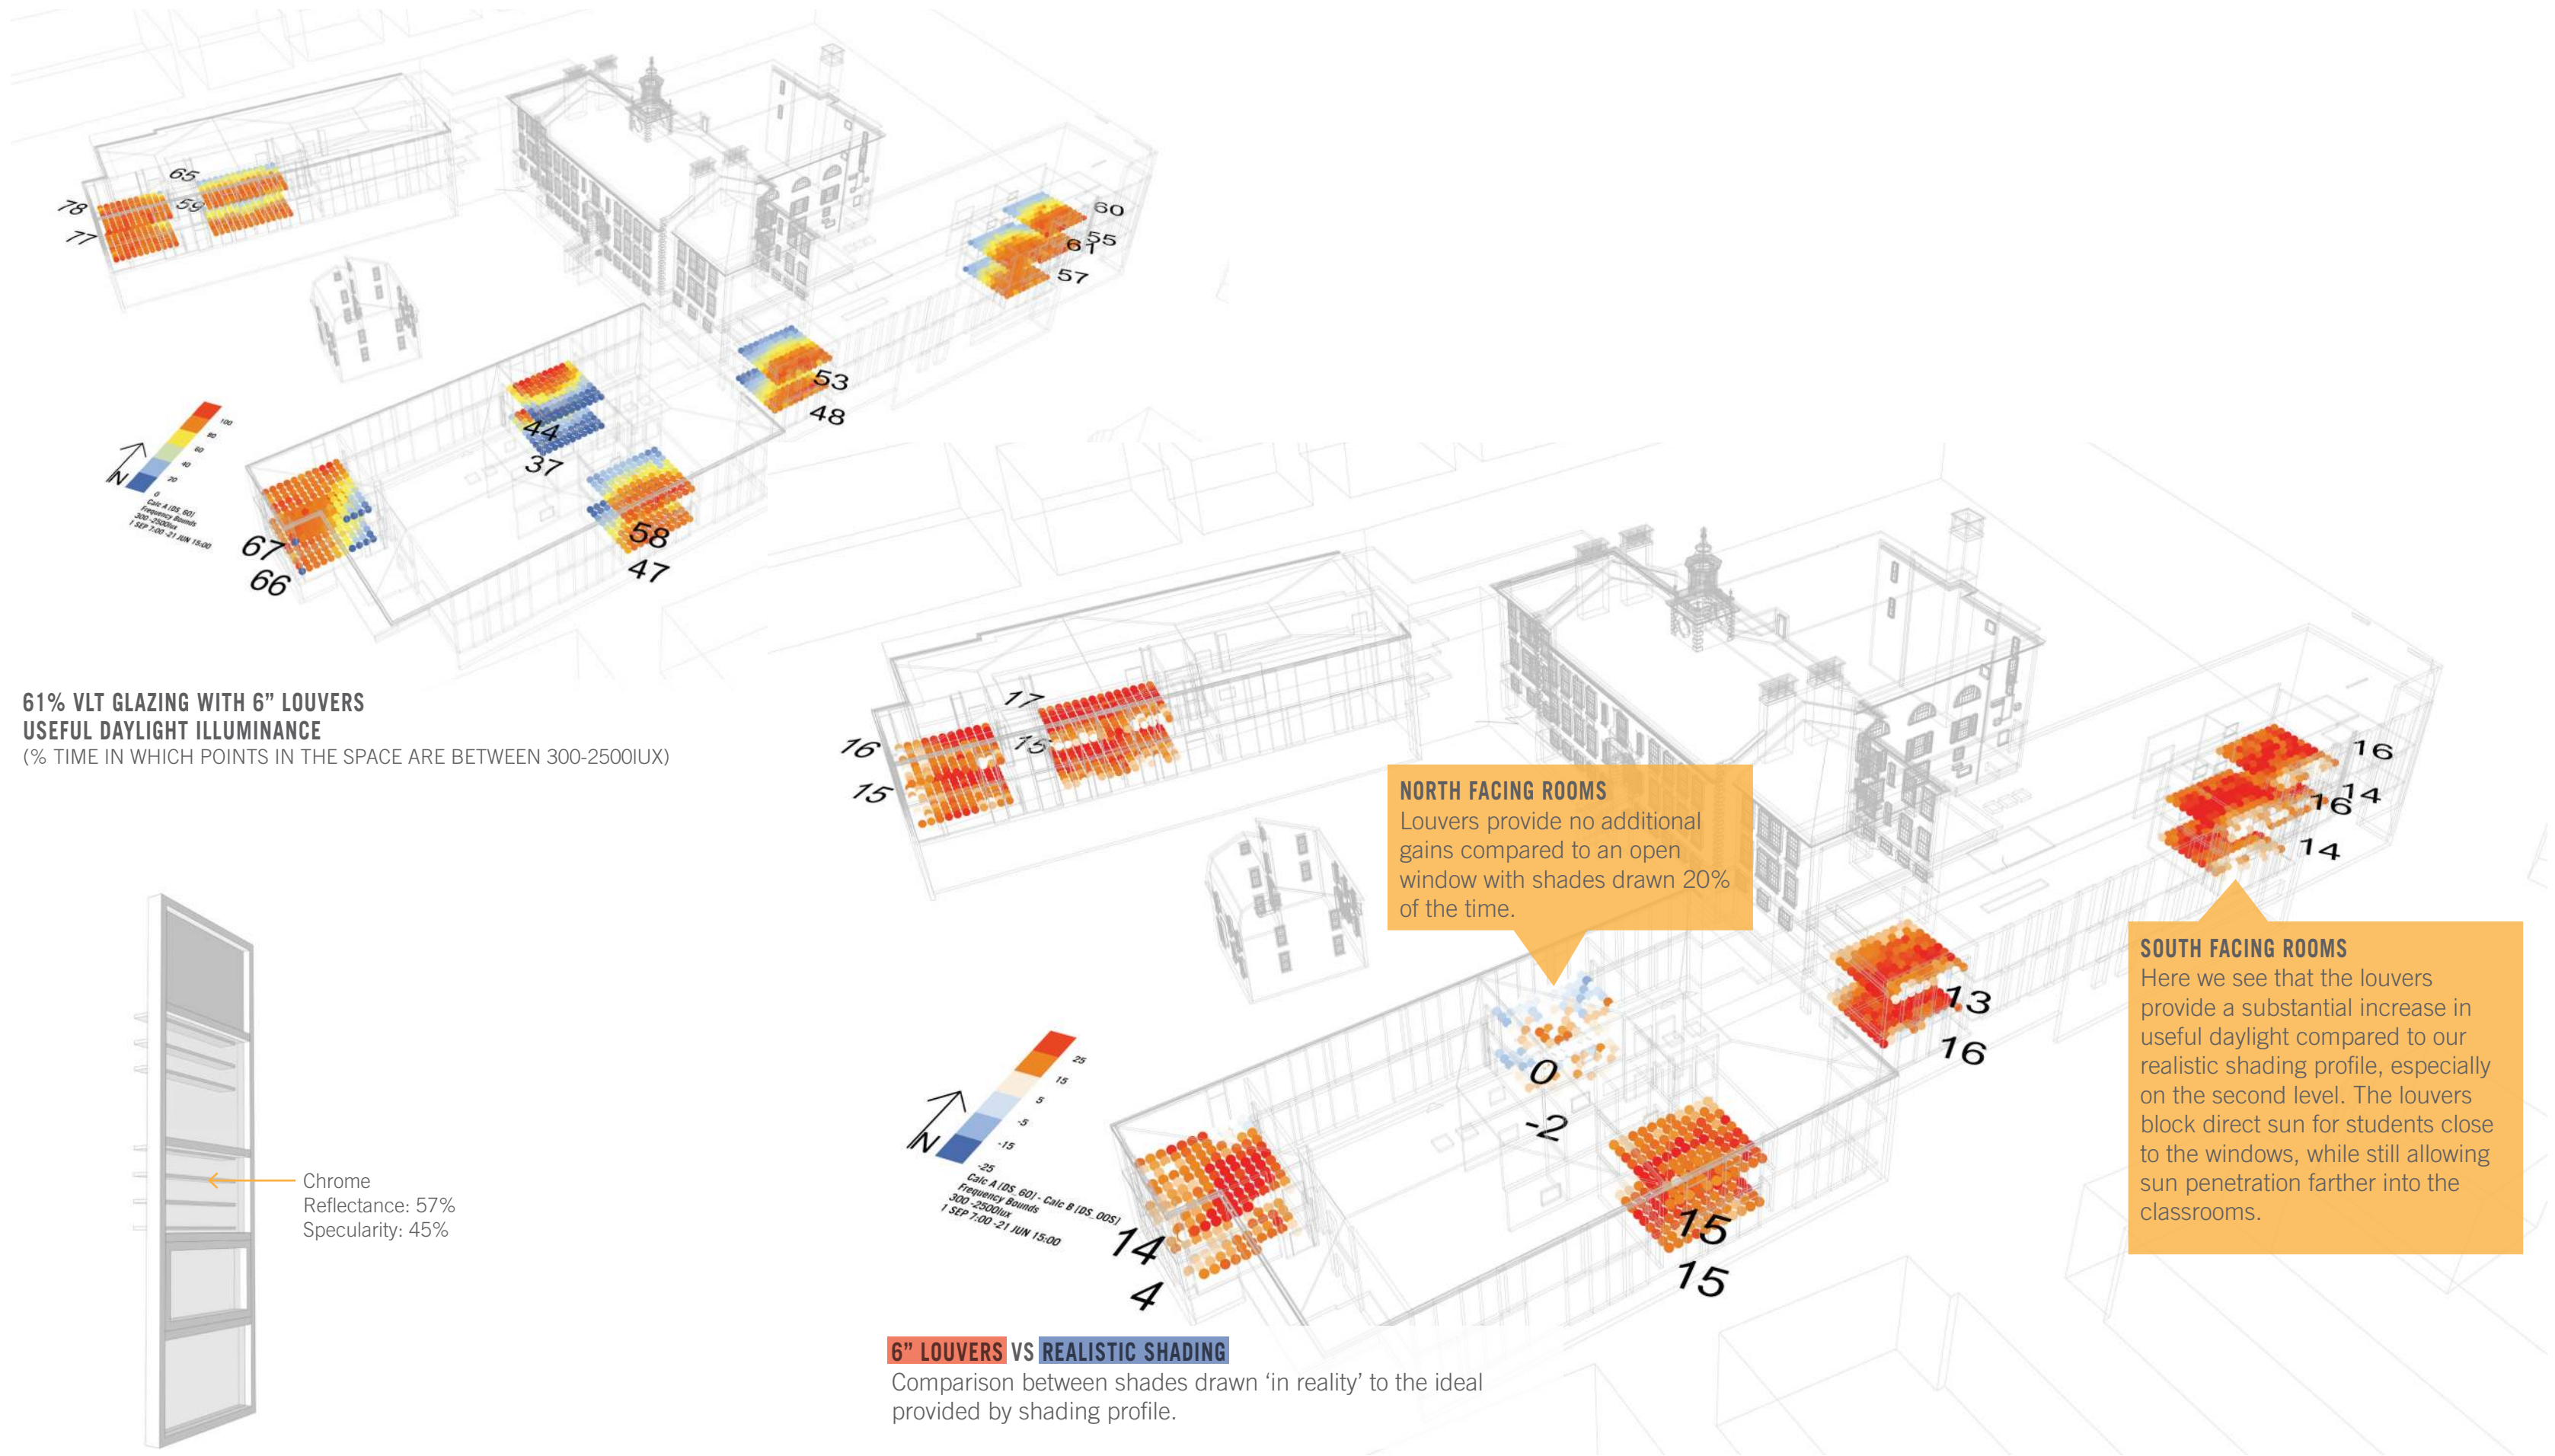 65
78
59
77
60
55
61
57
53
48
44
37
58
47
67
66
100
80
60
40
20
0
N
Calc A [DS_60]
Frequency Bounds
300 -2500lux
1 SEP 7:00 -21 JUN 15:00
61% VLT GLAZING WITH 6” LOUVERS
USEFUL DAYLIGHT ILLUMINANCE
(% TIME IN WHICH POINTS IN THE SPACE ARE BETWEEN 300-2500lUX)
Chrome
Reflectance: 57%
Specularity: 45%
17
16
15
15
16
14
16
14
13
16
0
-2
15
15
14
4
NORTH FACING ROOMS
Louvers provide no additional
gains compared to an open
window with shades drawn 20%
of the time.
SOUTH FACING ROOMS
Here we see that the louvers
provide a substantial increase in
useful daylight compared to our
realistic shading profile, especially
on the second level. The louvers
block direct sun for students close
to the windows, while still allowing
sun penetration farther into the
classrooms.
25
15
5
-5
-15
-25
N
Calc A [DS_60] - Calc B [DS_00S]
Frequency Bounds
300 -2500lux
1 SEP 7:00 -21 JUN 15:00
6” LOUVERS VS REALISTIC SHADING
Comparison between shades drawn ‘in reality’ to the ideal
provided by shading profile.